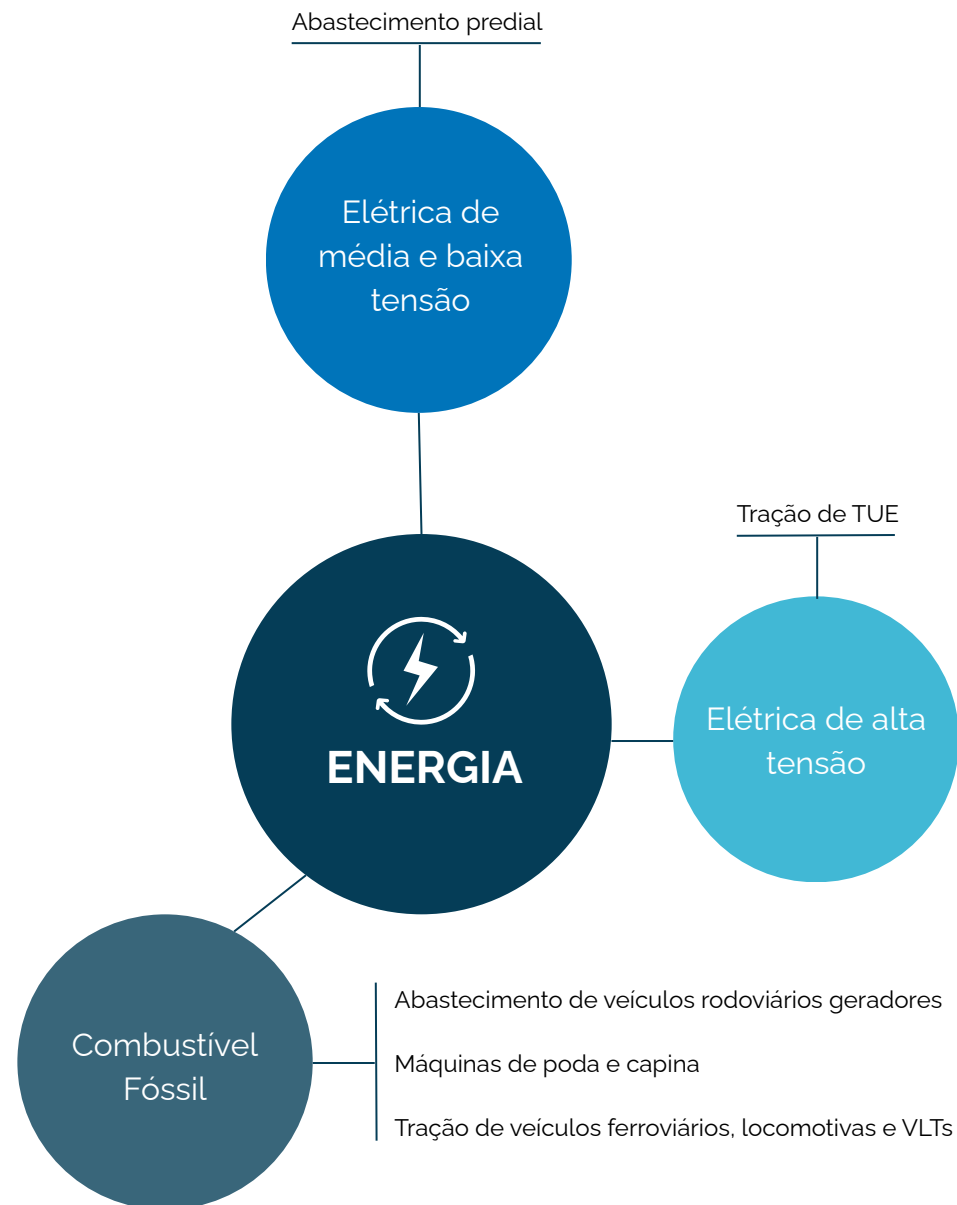 Abastecimento predial
Elétrica de
média e baixa
tensão
Tração de TUE
Elétrica de alta
tensão
ENERGIA
Combustível
Fóssil
Abastecimento de veículos rodoviários geradores
Máquinas de poda e capina
Tração de veículos ferroviários, locomotivas e VLTs